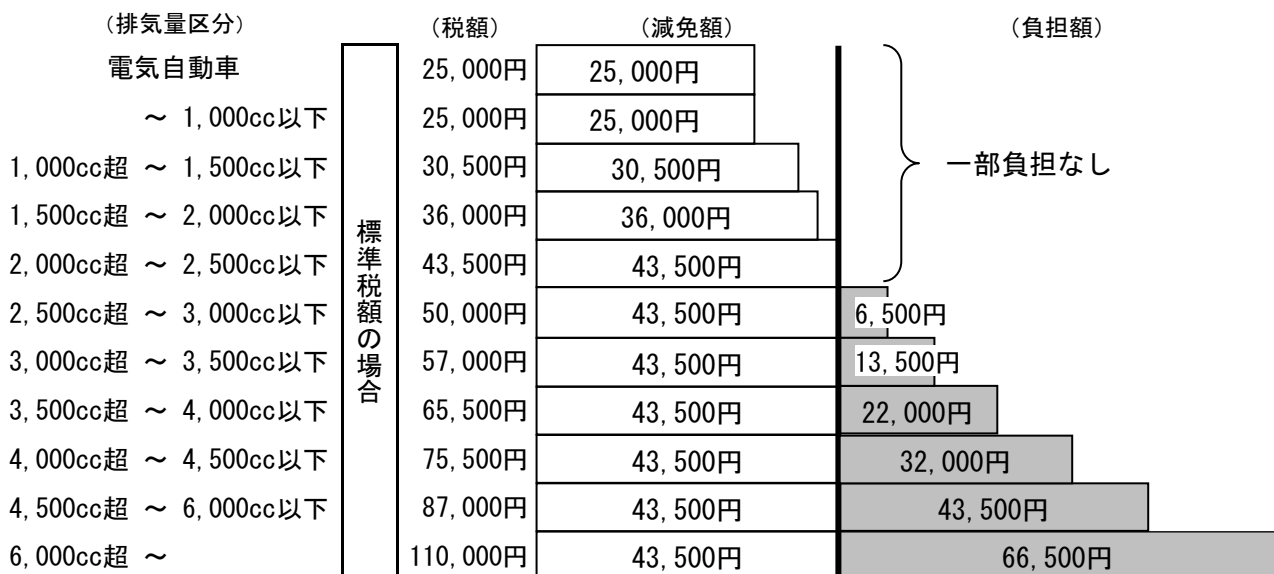 (排気量区分) (税額) (減免額) (負担額)
電気自動車 25,000円 25,000円
～ 1,000cc以下 25,000円 25,000円
1,000cc超 ～ 1,500cc以下 30,500円 30,500円 一部負担なし
1,500cc超 ～ 2,000cc以下 36,000円 36,000円
2,000cc超 ～ 2,500cc以下 43,500円 43,500円
2,500cc超 ～ 3,000cc以下 50,000円 43,500円 6,500円
3,000cc超 ～ 3,500cc以下 57,000円 43,500円 13,500円
3,500cc超 ～ 4,000cc以下 65,500円 43,500円 22,000円
4,000cc超 ～ 4,500cc以下 75,500円 43,500円 32,000円
4,500cc超 ～ 6,000cc以下 87,000円 43,500円 43,500円
6,000cc超 ～ 110,000円 43,500円 66,500円
標準税額の場合